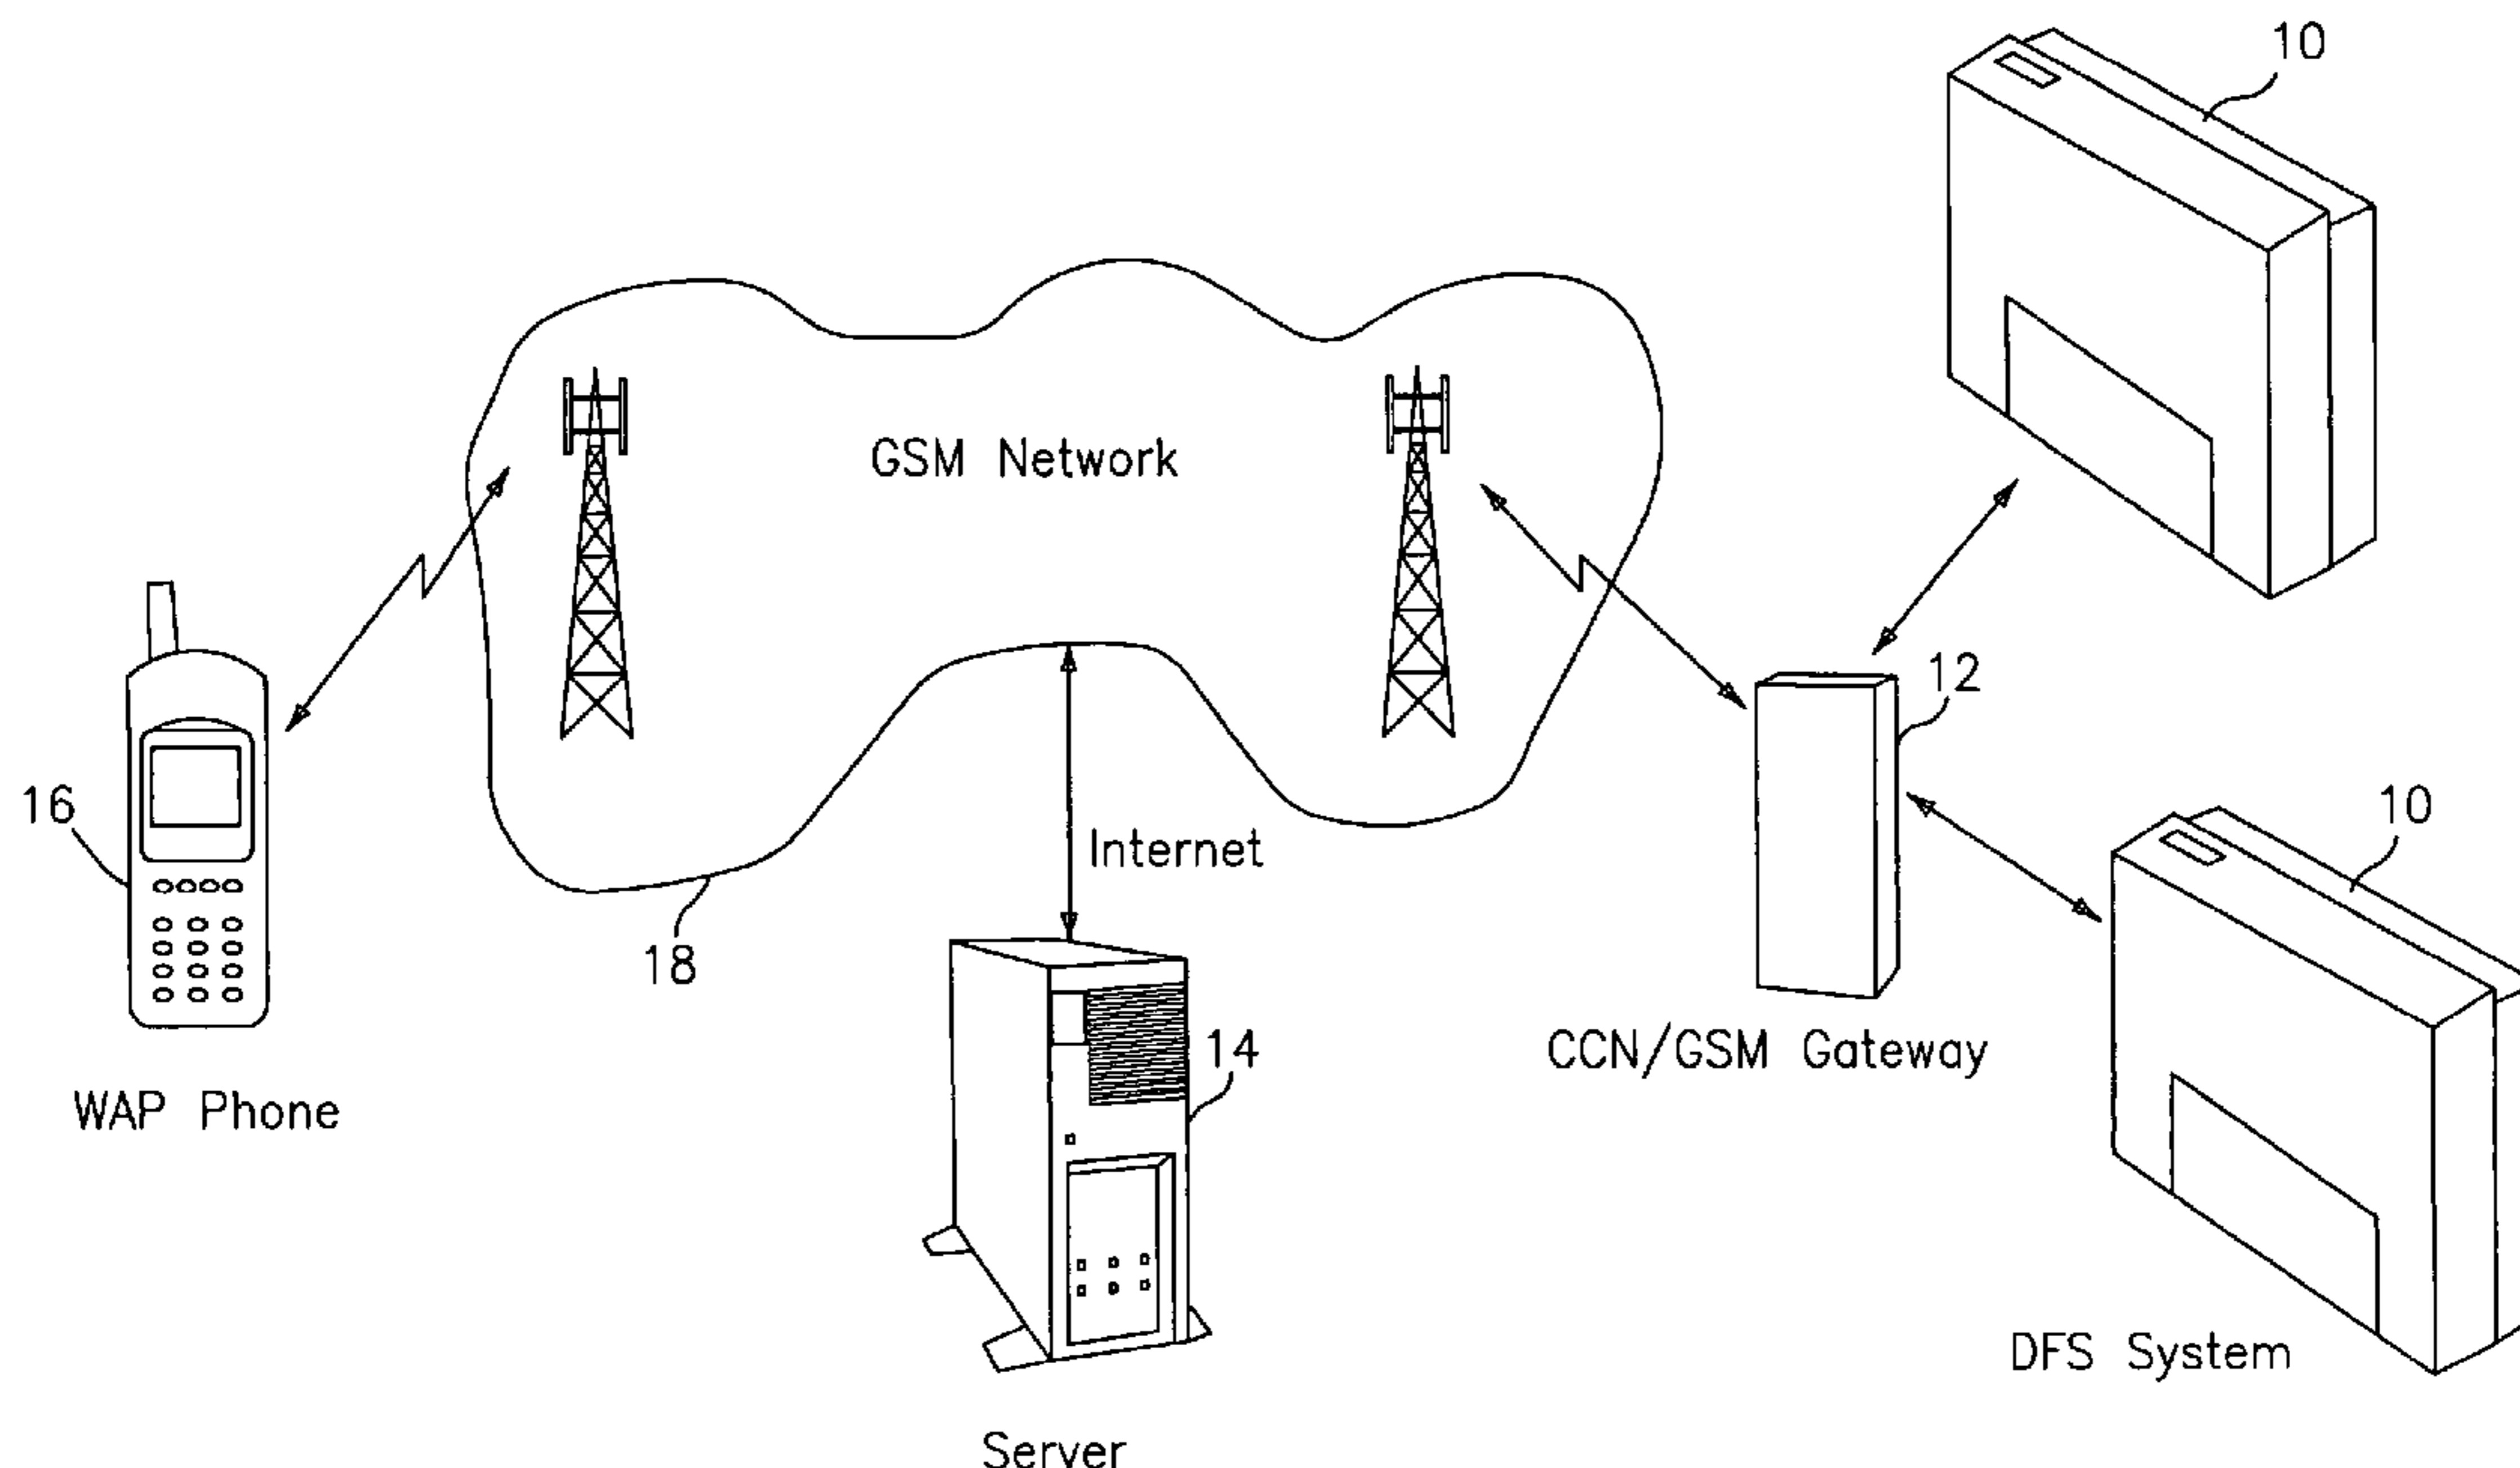 10
GSM Network
12
16
10
Internet
18
14
CCN/GSM Gateway
WAP Phone
DFS System
Server